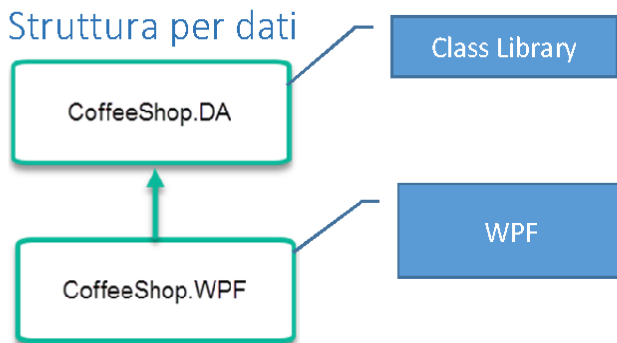 Struttura per dati
Class Library
CoffeeShop.DA
WPF
CoffeeShop.WPF